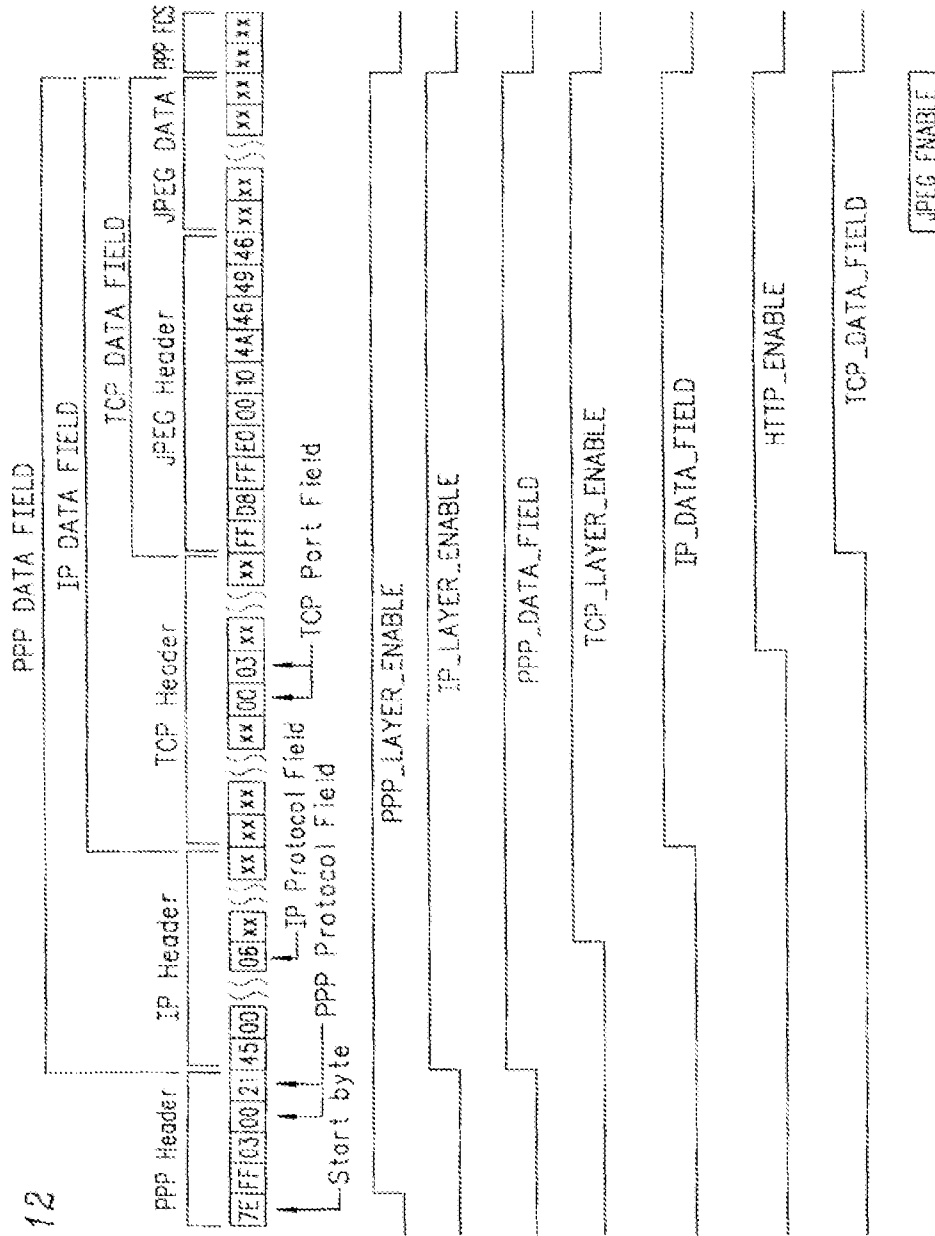 12
PPP DATA FIELD
IP DATA FIELD
TCP DATA FIELD
PPP Header
IP Header
TCP Header
JPEG Header
JPEG DATA
PPP FCS
7E FF 03 00 21 45 00 06 xx xx xx xx xx 00 03 xx xx FF D8 FF E0 00 10 4A 46 49 46 xx xx xx xx xx xx xx
Start byte
PPP Protocol Field
IP Protocol Field
TCP Port Field
PPP_LAYER_ENABLE
IP_LAYER_ENABLE
PPP_DATA_FIELD
TCP_LAYER_ENABLE
IP_DATA_FIELD
HTTP_ENABLE
TCP_DATA_FIELD
JPEG ENABLE